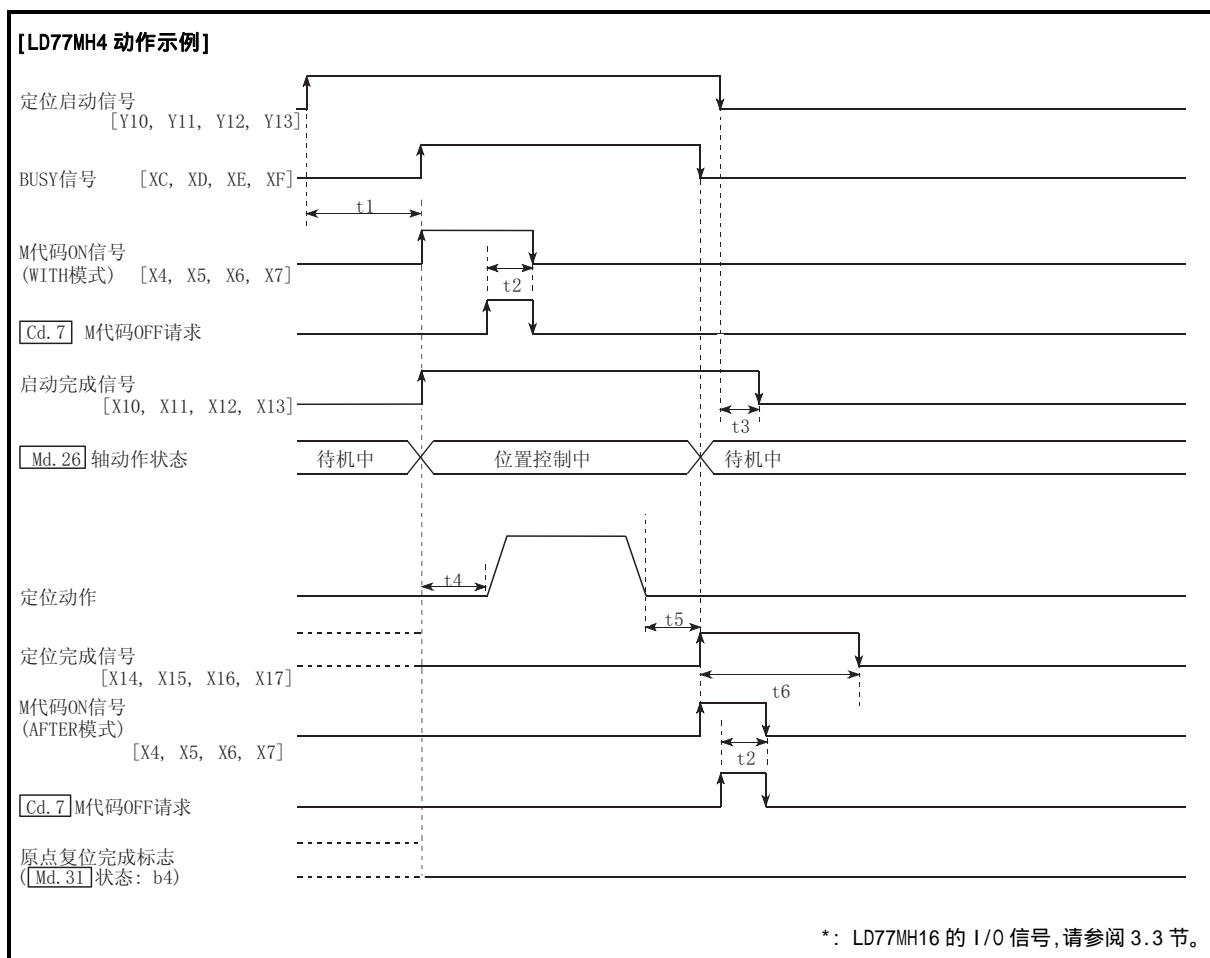 [LD77MH4 动作示例]
定位启动信号
[Y10, Y11, Y12, Y13]
BUSY信号 [XC, XD, XE, XF]
t1
M代码ON信号
(WITH模式) [X4, X5, X6, X7]
t2
Cd.7 M代码OFF请求
启动完成信号
[X10, X11, X12, X13]
t3
Md.26 轴动作状态 待机中 位置控制中 待机中
t4
定位动作
t5
定位完成信号
[X14, X15, X16, X17]
t6
M代码ON信号
(AFTER模式)
[X4, X5, X6, X7]
t2
Cd.7 M代码OFF请求
原点复位完成标志
(Md.31 状态: b4)
*: LD77MH16 的 I/O 信号,请参阅 3.3 节。